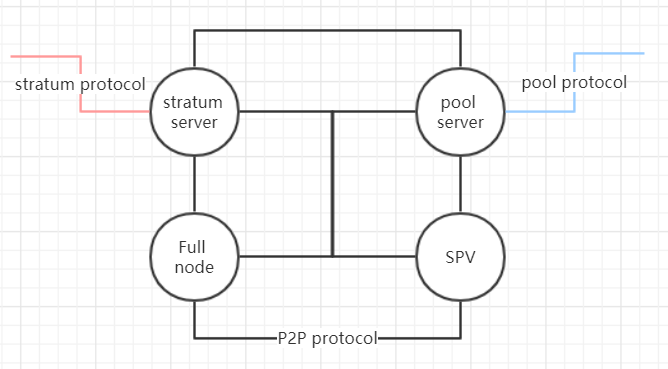 stratum protocol
pool protocol
stratum
server
pool
server
Full
node
SPV
P2P protocol